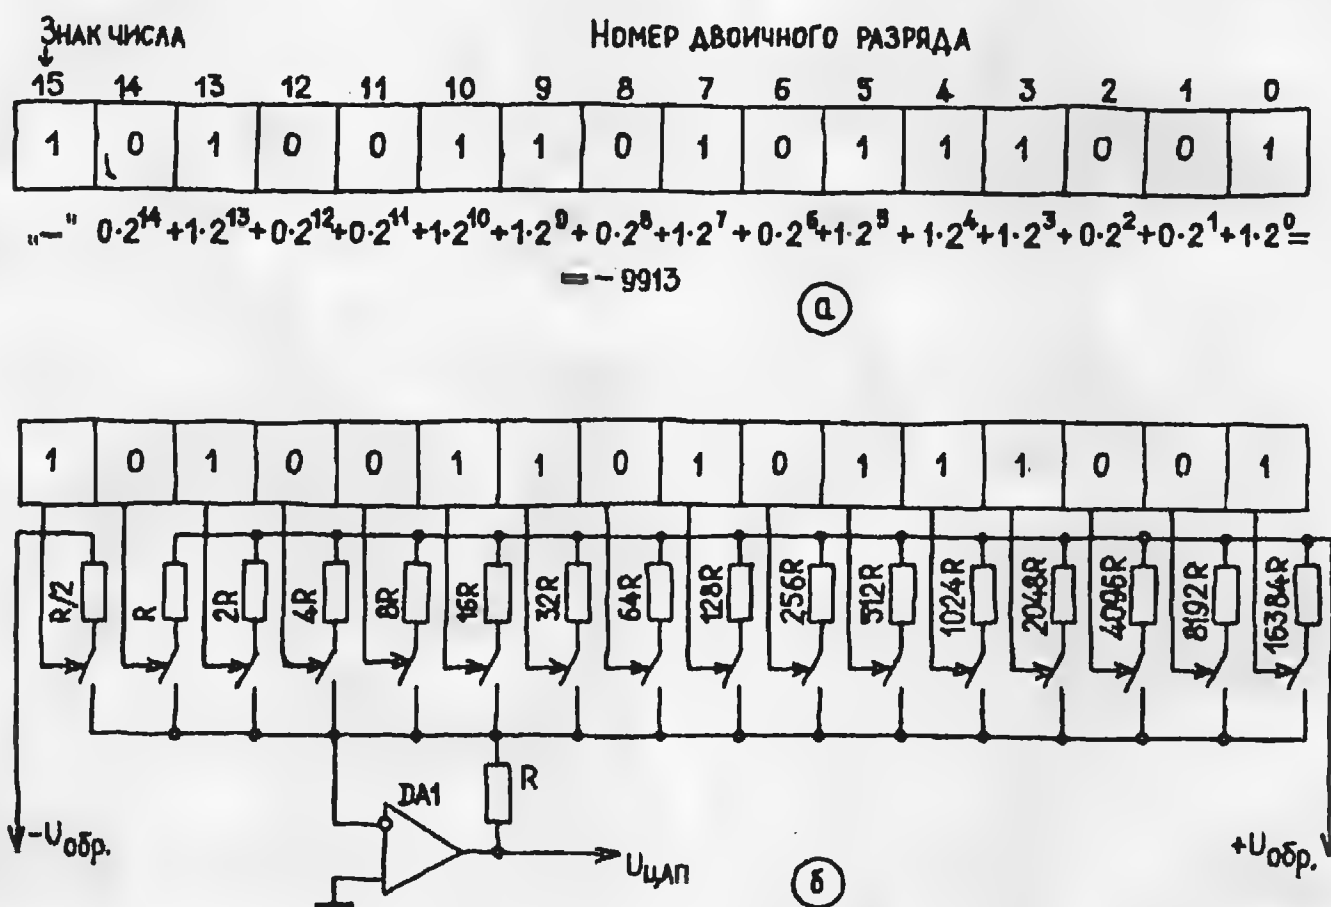 Знак числа
Номер двоичного разряда
15 14 13 12 11 10 9 8 7 6 5 4 3 2 1 0
1 0 1 0 0 1 1 0 1 0 1 1 1 0 0 1
„—" 0·2¹⁴+1·2¹³+0·2¹²+0·2¹¹+1·2¹⁰+1·2⁹+0·2⁸+1·2⁷+0·2⁶+1·2⁵+1·2⁴+1·2³+0·2²+0·2¹+1·2⁰=
=-9913
а
1 0 1 0 0 1 1 0 1 0 1 1 1 0 0 1
R/2 R 2R 4R 8R 16R 32R 64R 128R 256R 512R 1024R 2048R 4096R 8192R 16384R
R
DA1
-Uобр.
UЦАП
+Uобр.
б